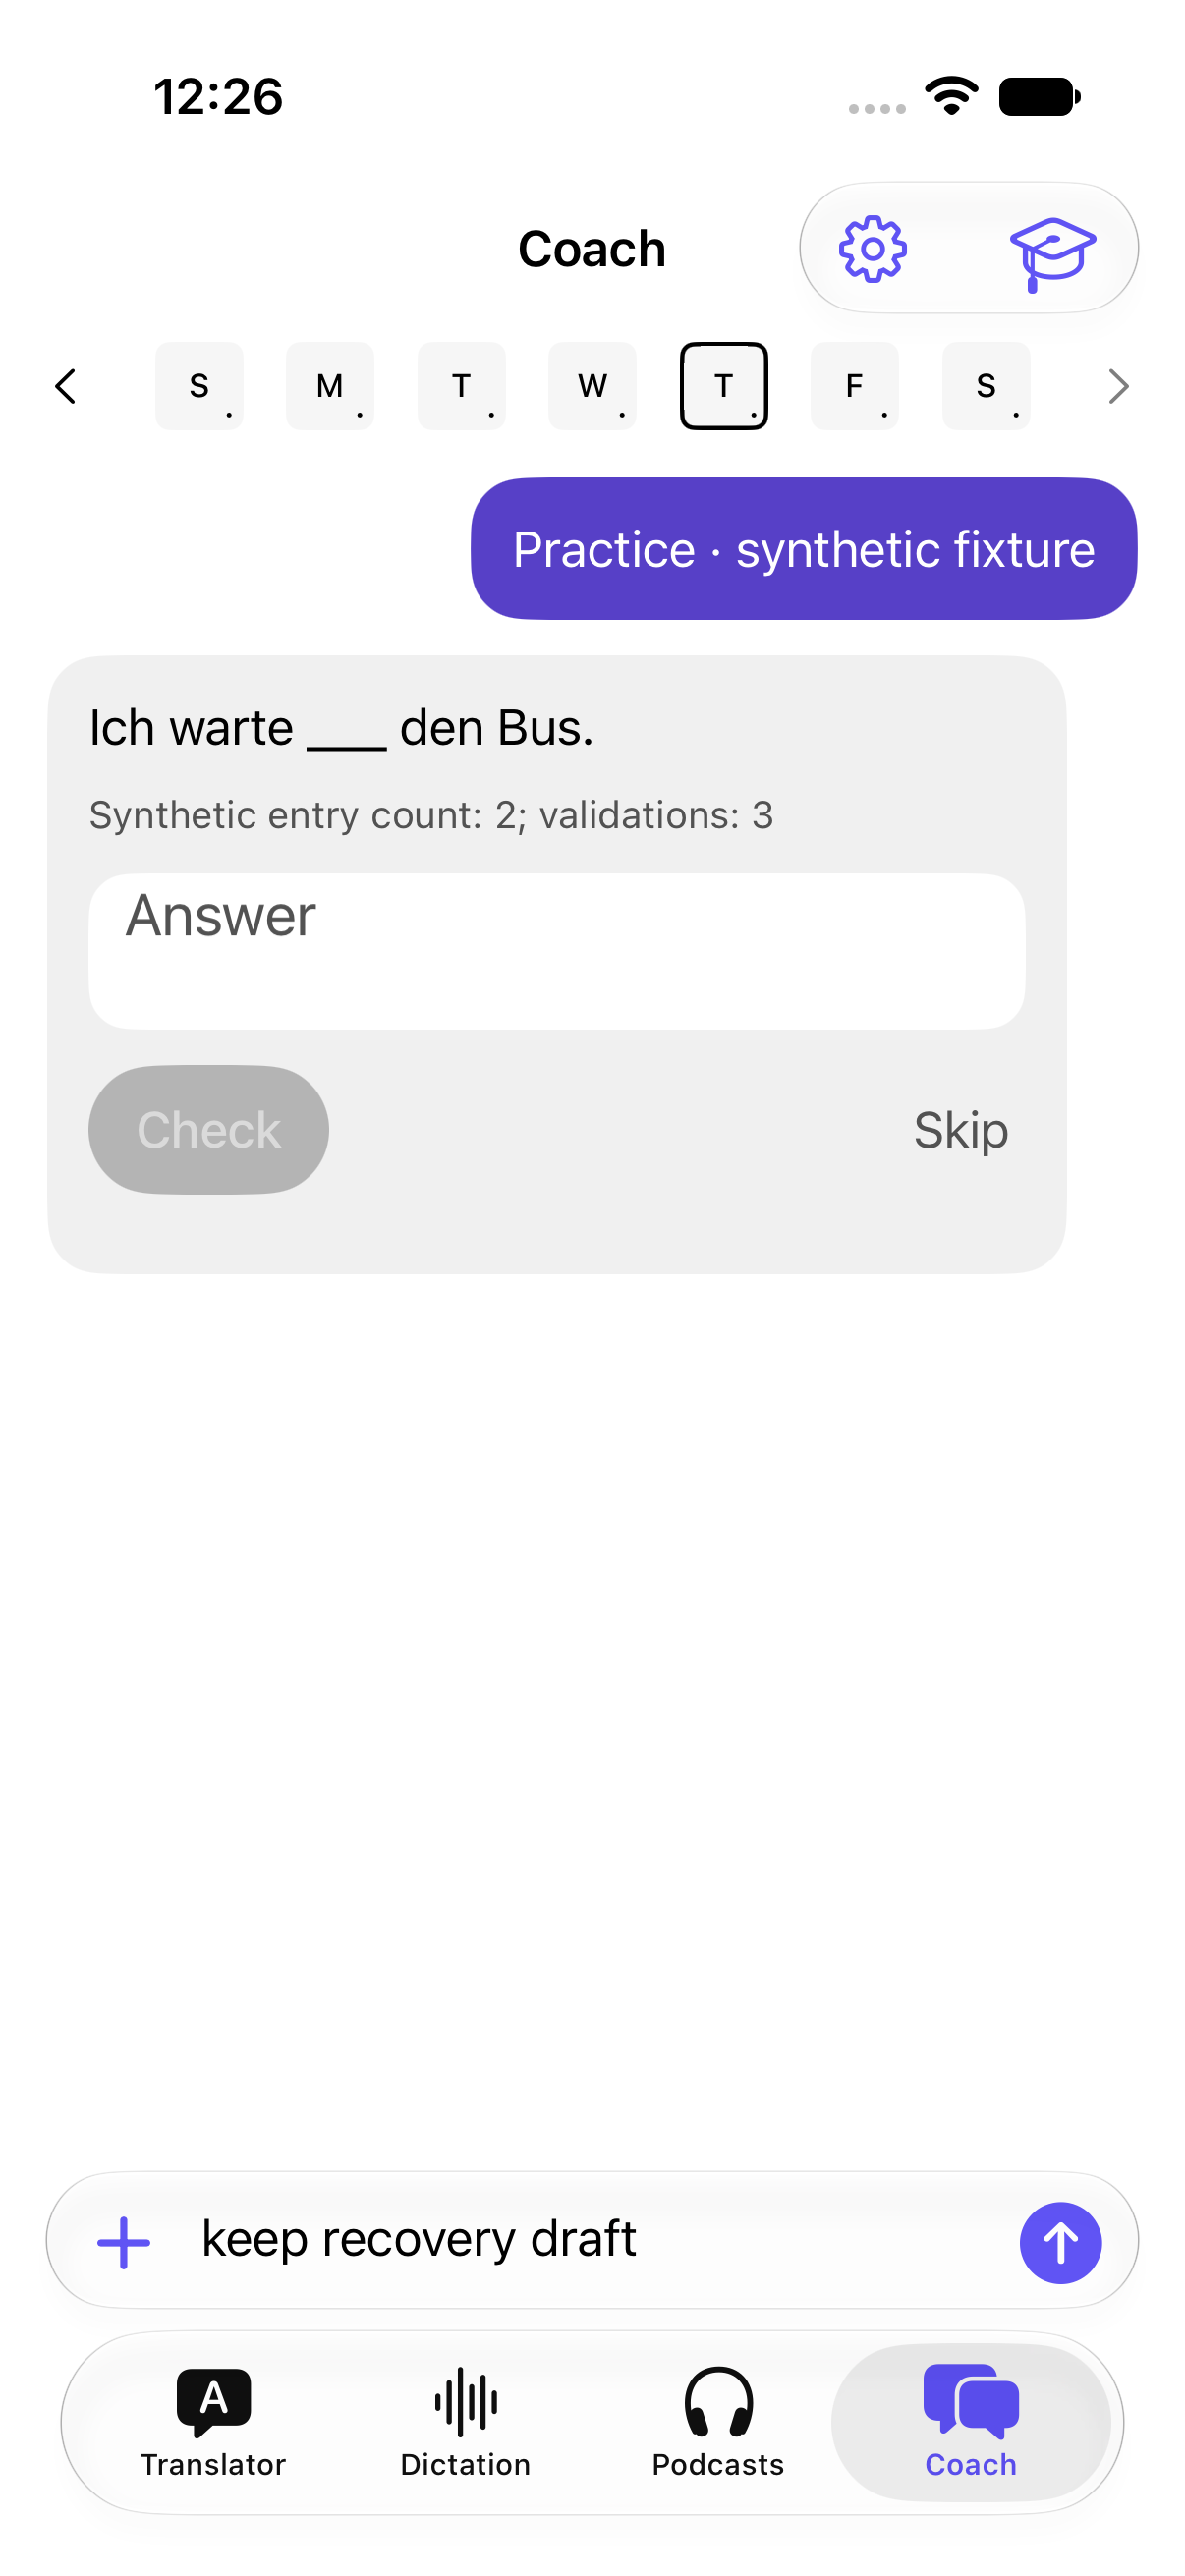 12:26
Coach
S M T W T F S
Practice · synthetic fixture
Ich warte ___ den Bus.
Synthetic entry count: 2; validations: 3
Answer
Check Skip
keep recovery draft
A
Translator Dictation Podcasts Coach